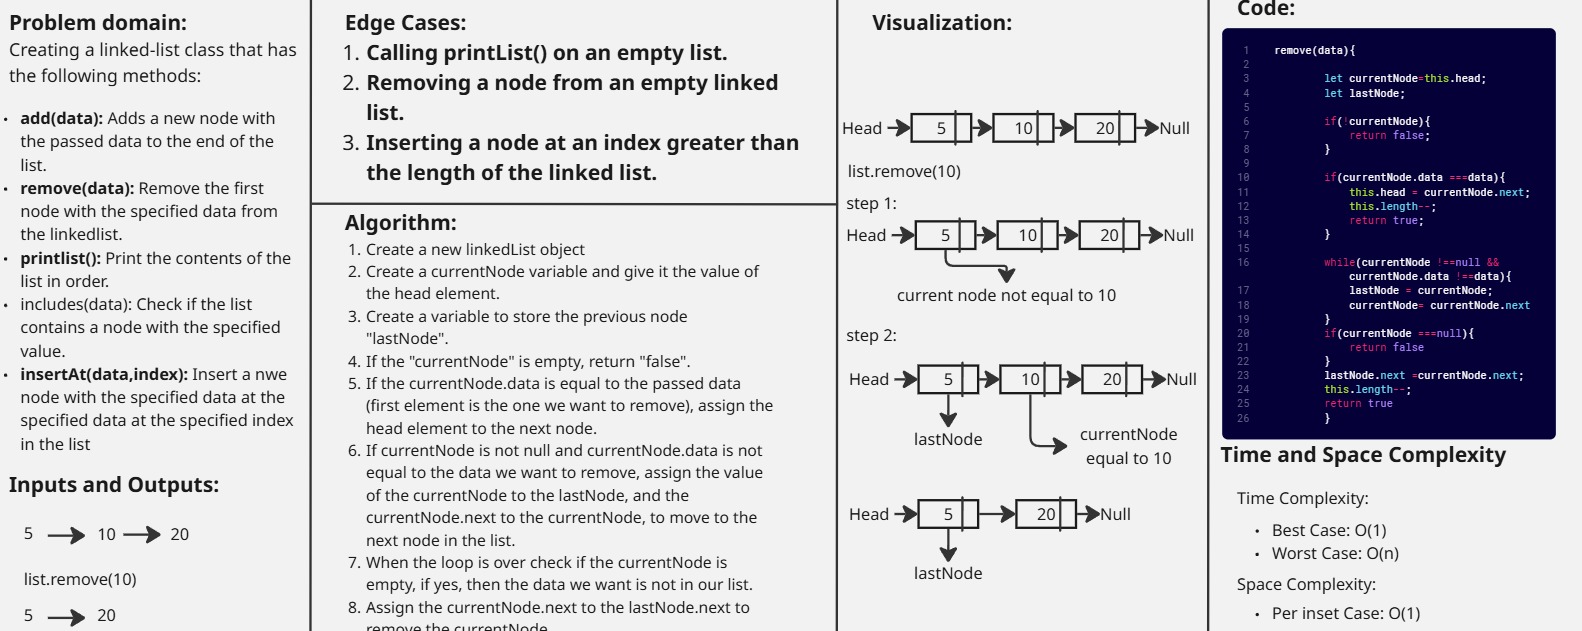 Problem domain:
Creating a linked-list class that has
the following methods:
• add(data): Adds a new node with
the passed data to the end of the
list.
• remove(data): Remove the first
node with the specified data from
the linkedlist.
• printlist(): Print the contents of the
list in order.
• includes(data): Check if the list
contains a node with the specified
value.
• insertAt(data,index): Insert a nwe
node with the specified data at the
specified data at the specified index
in the list
Inputs and Outputs:
5 10 20
list.remove(10)
5 20
Edge Cases:
1. Calling printList() on an empty list.
2. Removing a node from an empty linked
list.
3. Inserting a node at an index greater than
the length of the linked list.
Algorithm:
1. Create a new linkedList object
2. Create a currentNode variable and give it the value of
the head element.
3. Create a variable to store the previous node
"lastNode".
4. If the "currentNode" is empty, return "false".
5. If the currentNode.data is equal to the passed data
(first element is the one we want to remove), assign the
head element to the next node.
6. If currentNode is not null and currentNode.data is not
equal to the data we want to remove, assign the value
of the currentNode to the lastNode, and the
currentNode.next to the currentNode, to move to the
next node in the list.
7. When the loop is over check if the currentNode is
empty, if yes, then the data we want is not in our list.
8. Assign the currentNode.next to the lastNode.next to
remove the currentNode
Visualization:
Head 5 10 20 Null
list.remove(10)
step 1:
Head 5 10 20 Null
current node not equal to 10
step 2:
Head 5 10 20 Null
lastNode
currentNode
equal to 10
Head 5 20 Null
lastNode
Code:
1 remove(data){
2
3 let currentNode=this.head;
4 let lastNode;
5
6 if(!currentNode){
7 return false;
8 }
9
10 if(currentNode.data ===data){
11 this.head = currentNode.next;
12 this.length--;
13 return true;
14 }
15
16 while(currentNode !==null &&
currentNode.data !==data){
17 lastNode = currentNode;
18 currentNode= currentNode.next
19 }
20 if(currentNode ===null){
21 return false
22 }
23 lastNode.next =currentNode.next;
24 this.length--;
25 return true
26 }
Time and Space Complexity
Time Complexity:
• Best Case: O(1)
• Worst Case: O(n)
Space Complexity:
• Per inset Case: O(1)